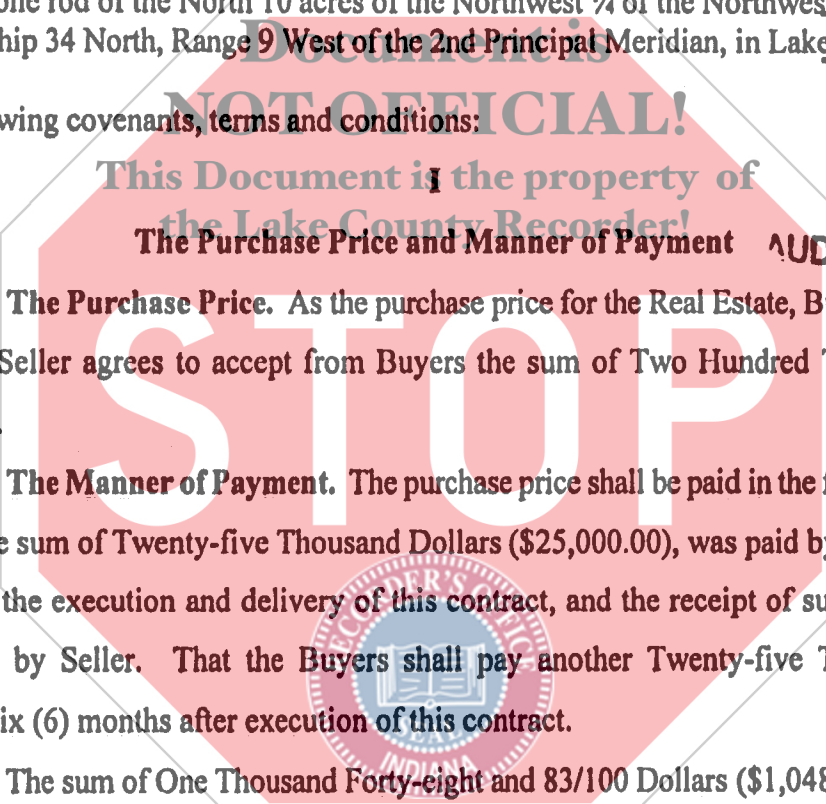 one rod of the North 10 acres of the Northwest ¼ of the Northwes
hip 34 North, Range 9 West of the 2nd Principal Meridian, in Lake
Document is
wing covenants, terms and conditions:
NOT OFFICIAL!
This Document is the property of
I
the Lake County Recorder!
The Purchase Price and Manner of Payment AUD
The Purchase Price. As the purchase price for the Real Estate, B
Seller agrees to accept from Buyers the sum of Two Hundred T
STOP
The Manner of Payment. The purchase price shall be paid in the f
e sum of Twenty-five Thousand Dollars ($25,000.00), was paid by
the execution and delivery of this contract, and the receipt of su
by Seller. That the Buyers shall pay another Twenty-five T
ix (6) months after execution of this contract.
RECORDER'S OFFICE
SEAL
INDIANA
The sum of One Thousand Forty-eight and 83/100 Dollars ($1,048